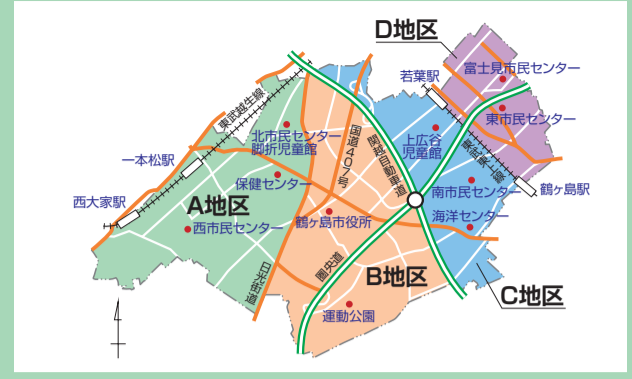 D地区
富士見市民センター
若葉駅
東市民センター
東武越生線
国道407号
関越自動車道
北市民センター
脚折児童館
上広谷
児童館
東武東上線
一本松駅
保健センター
南市民センター
鶴ヶ島駅
西大家駅
A地区
鶴ヶ島市役所
海洋センター
西市民センター
日光街道
圏央道
B地区
C地区
運動公園